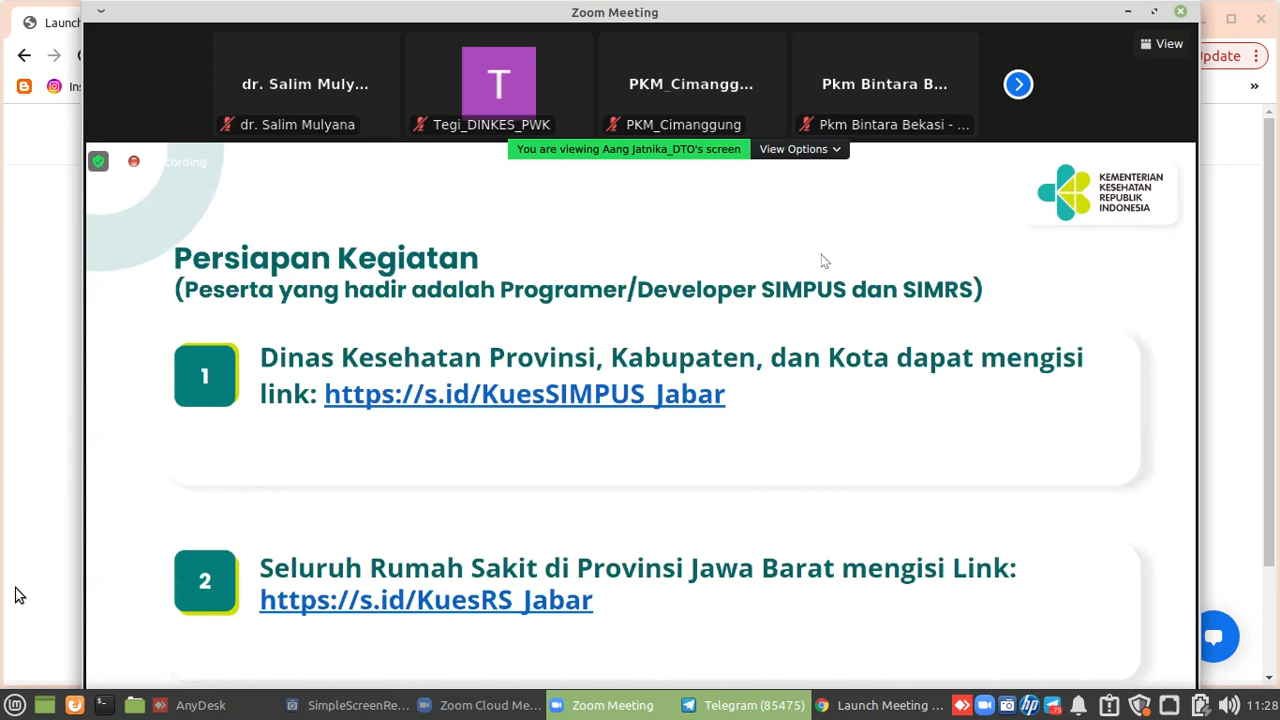 Zoom Meeting
Launch
Update
View
dr. Salim Muly...
T
PKM_Cimangg...
Pkm Bintara B...
dr. Salim Mulyana
Tegi_DINKES_PWK
PKM_Cimanggung
Pkm Bintara Bekasi - ...
You are viewing Aang Jatnika_DTO's screen
View Options
cording
KEMENTERIAN
KESEHATAN
REPUBLIK
INDONESIA
Persiapan Kegiatan
(Peserta yang hadir adalah Programer/Developer SIMPUS dan SIMRS)
1
Dinas Kesehatan Provinsi, Kabupaten, dan Kota dapat mengisi
link: https://s.id/KuesSIMPUS_Jabar
2
Seluruh Rumah Sakit di Provinsi Jawa Barat mengisi Link:
https://s.id/KuesRS_Jabar
AnyDesk
SimpleScreenRe...
Zoom Cloud Me...
Zoom Meeting
Telegram (85475)
Launch Meeting ...
11:28